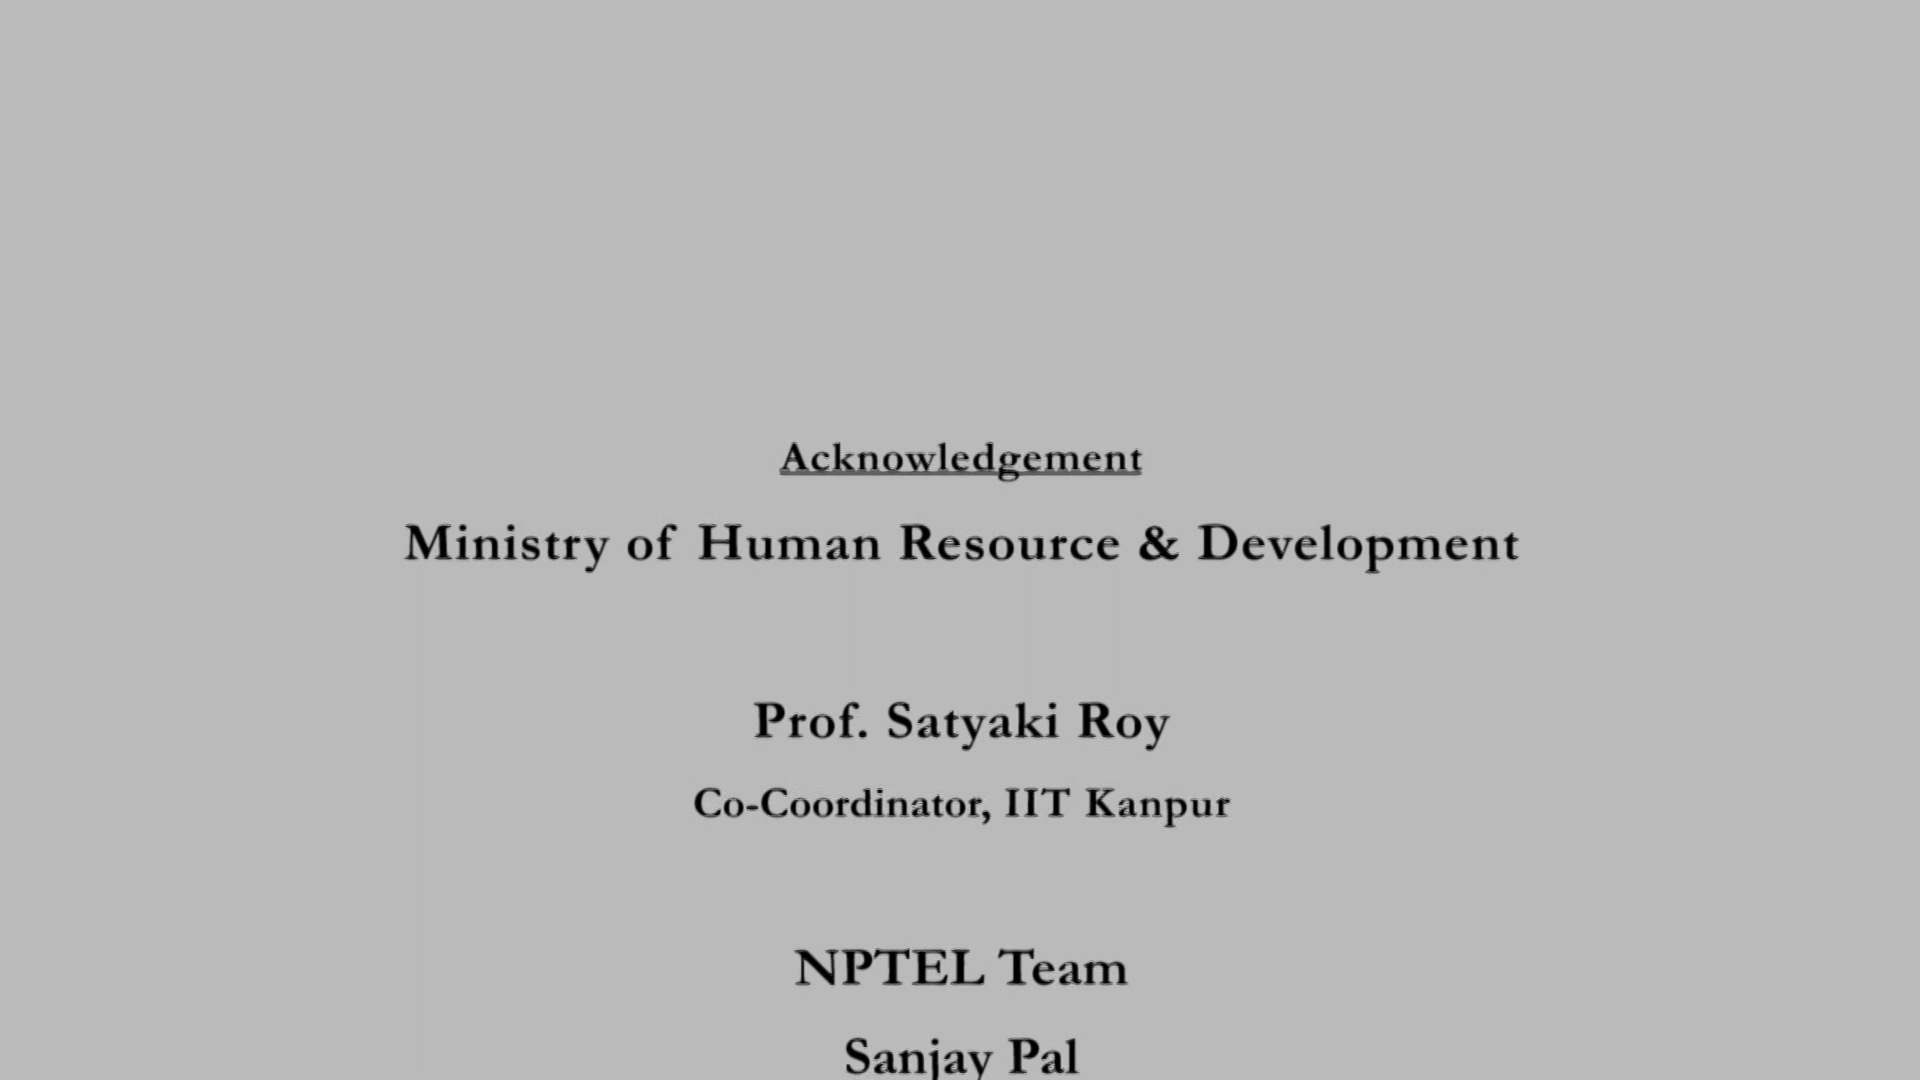 Acknowledgement
Ministry of Human Resource & Development
Prof. Satyaki Roy
Co-Coordinator, IIT Kanpur
NPTEL Team
Sanjay Pal